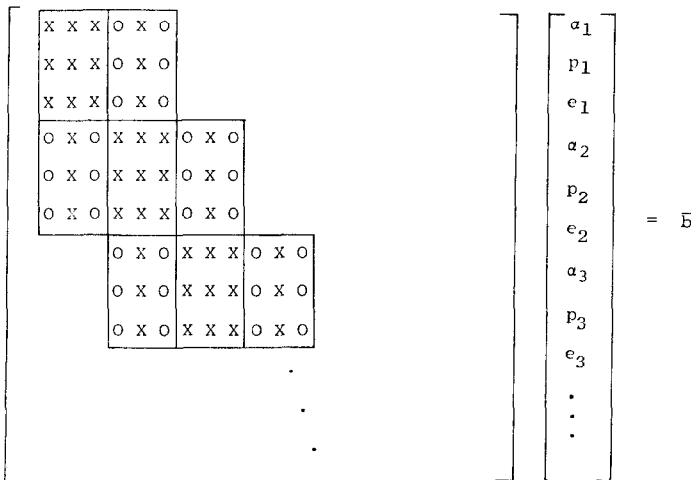 X X X O X O
X X X O X O
X X X O X O
O X O X X X O X O
O X O X X X O X O
O X O X X X O X O
O X O X X X O X O
O X O X X X O X O
O X O X X X O X O
α1
p1
e1
α2
p2
e2
α3
p3
e3
= b̄